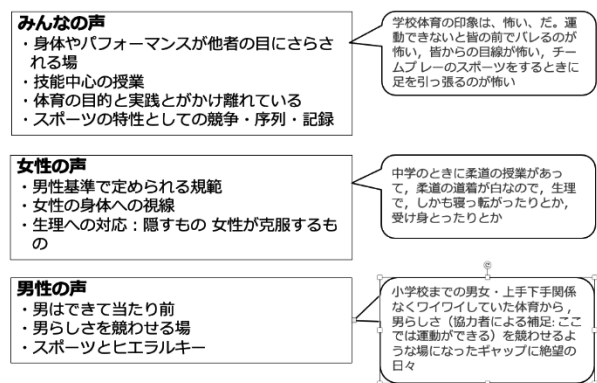 みんなの声
・身体やパフォーマンスが他者の目にさらさ
れる場
・技能中心の授業
・体育の目的と実践とがかけ離れている
・スポーツの特性としての競争・序列・記録
学校体育の印象は、怖い、だ。運
動できないと皆の前でバレるのが
怖い，皆からの目線が怖い，チー
ムプレーのスポーツをするときに
足を引っ張るのが怖い
女性の声
・男性基準で定められる規範
・女性の身体への視線
・生理への対応：隠すもの 女性が克服するも
の
中学のときに柔道の授業があっ
て，柔道の道着が白なので，生理
で，しかも寝っ転がったりとか，
受け身とったりとか
男性の声
・男はできて当たり前
・男らしさを競わせる場
・スポーツとヒエラルキー
小学校までの男女・上手下手関係
なくワイワイしていた体育から，
男らしさ（協力者による補足: ここ
では運動ができる）を競わせるよ
うな場になったギャップに絶望の
日々